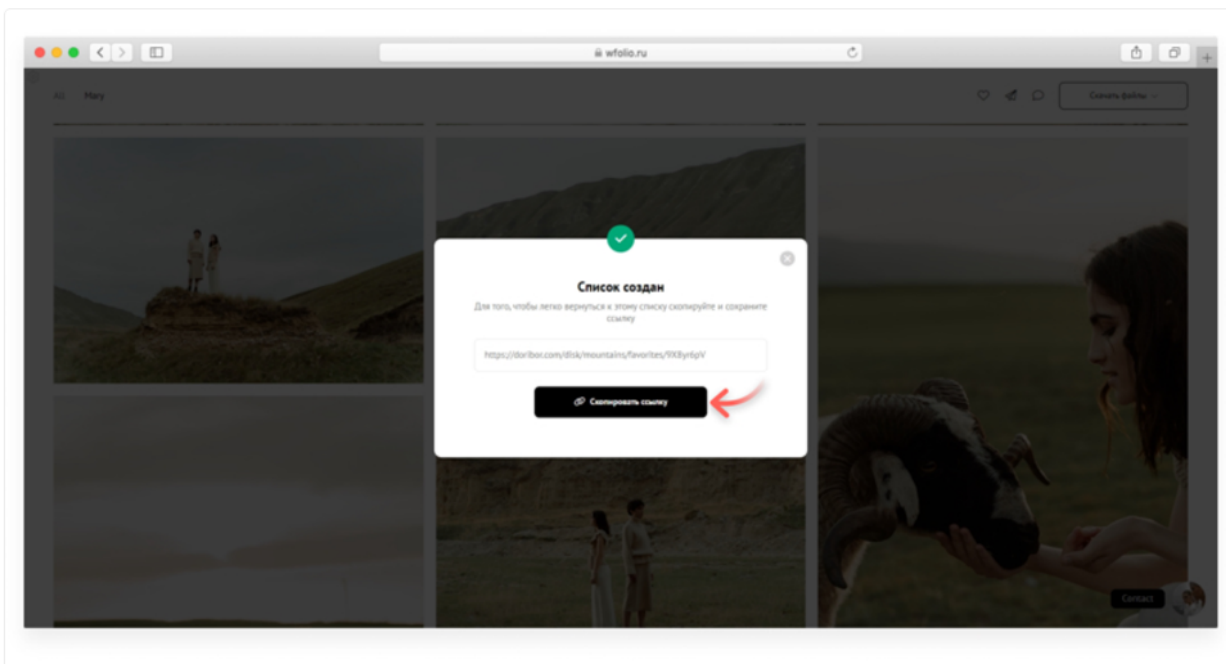 wfolio.ru
All Mary
Скачать файлы
Список создан
Для того, чтобы легко вернуться к этому списку скопируйте и сохраните
ссылку
https://doribor.com/disk/mountains/favorites/9X8yr6pV
Скопировать ссылку
Contact